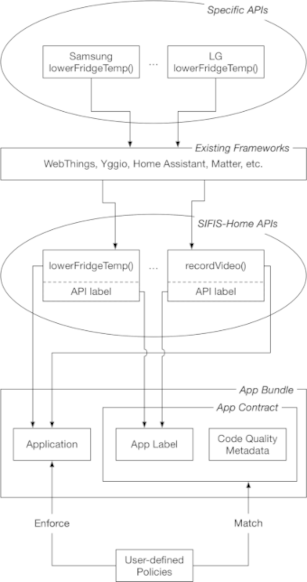 Specific APIs
Samsung
lowerFridgeTemp()
...
LG
lowerFridgeTemp()
Existing Frameworks
WebThings, Yggio, Home Assistant, Matter, etc.
SIFIS-Home APIs
lowerFridgeTemp()
API label
...
recordVideo()
API label
App Bundle
App Contract
Application
App Label
Code Quality
Metadata
Enforce
Match
User-defined
Policies